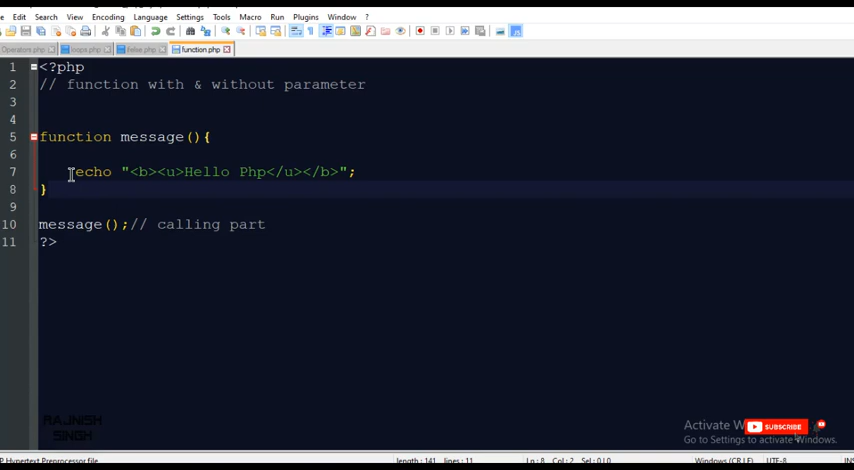 Edit Search View Encoding Language Settings Tools Macro Run Plugins Window ?
Operators.php loops.php ifelse.php function.php
1 <?php
2 // function with & without parameter
3
4
5 function message(){
6
7 echo "<b><u>Hello Php</u></b>";
8 }
9
10 message();// calling part
11 ?>
RAJNISH
SINGH
Activate W
SUBSCRIBE
Go to Settings to activate Windows.
P Hypertext Preprocessor file length : 141 lines : 11 Ln : 8 Col : 2 Sel : 0 | 0 Windows (CR LF) UTF-8 INS